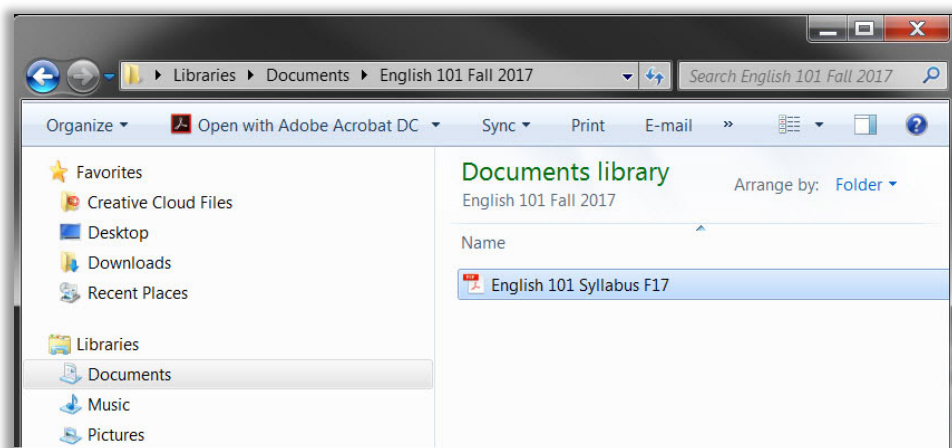 Libraries ▸ Documents ▸ English 101 Fall 2017
Search English 101 Fall 2017
Organize Open with Adobe Acrobat DC Sync Print E-mail »
Favorites
Creative Cloud Files
Desktop
Downloads
Recent Places
Libraries
Documents
Music
Pictures
Documents library
English 101 Fall 2017
Arrange by: Folder
Name
English 101 Syllabus F17